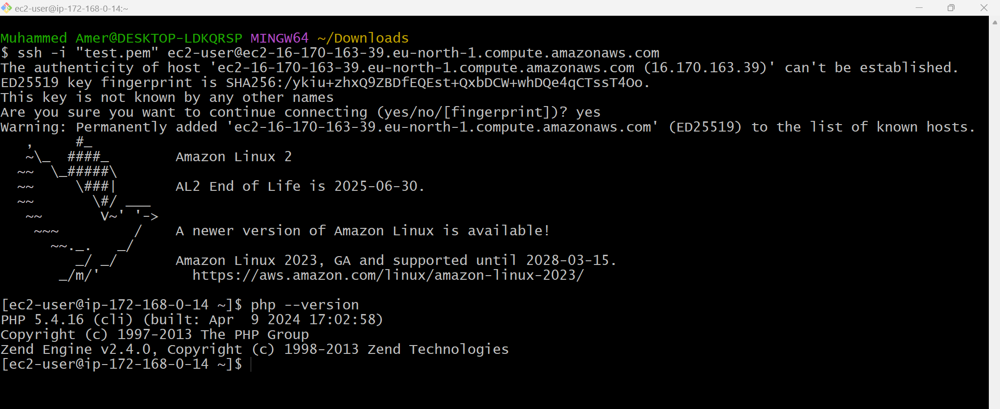 ec2-user@ip-172-168-0-14:~
Muhammed Amer@DESKTOP-LDKQRSP MINGW64 ~/Downloads
$ ssh -i "test.pem" ec2-user@ec2-16-170-163-39.eu-north-1.compute.amazonaws.com
The authenticity of host 'ec2-16-170-163-39.eu-north-1.compute.amazonaws.com (16.170.163.39)' can't be established.
ED25519 key fingerprint is SHA256:/ykiu+zhxQ9ZBDfEQEst+QxbDCW+whDQe4qCTssT4Oo.
This key is not known by any other names
Are you sure you want to continue connecting (yes/no/[fingerprint])? yes
Warning: Permanently added 'ec2-16-170-163-39.eu-north-1.compute.amazonaws.com' (ED25519) to the list of known hosts.
   ,     #_
   ~\_  ####_        Amazon Linux 2
  ~~  \_#####\
  ~~     \###|       AL2 End of Life is 2025-06-30.
  ~~       \#/ ___
   ~~       V~' '->
    ~~~         /    A newer version of Amazon Linux is available!
      ~~._.   _/
         _/ _/       Amazon Linux 2023, GA and supported until 2028-03-15.
       _/m/'           https://aws.amazon.com/linux/amazon-linux-2023/
[ec2-user@ip-172-168-0-14 ~]$ php --version
PHP 5.4.16 (cli) (built: Apr  9 2024 17:02:58)
Copyright (c) 1997-2013 The PHP Group
Zend Engine v2.4.0, Copyright (c) 1998-2013 Zend Technologies
[ec2-user@ip-172-168-0-14 ~]$